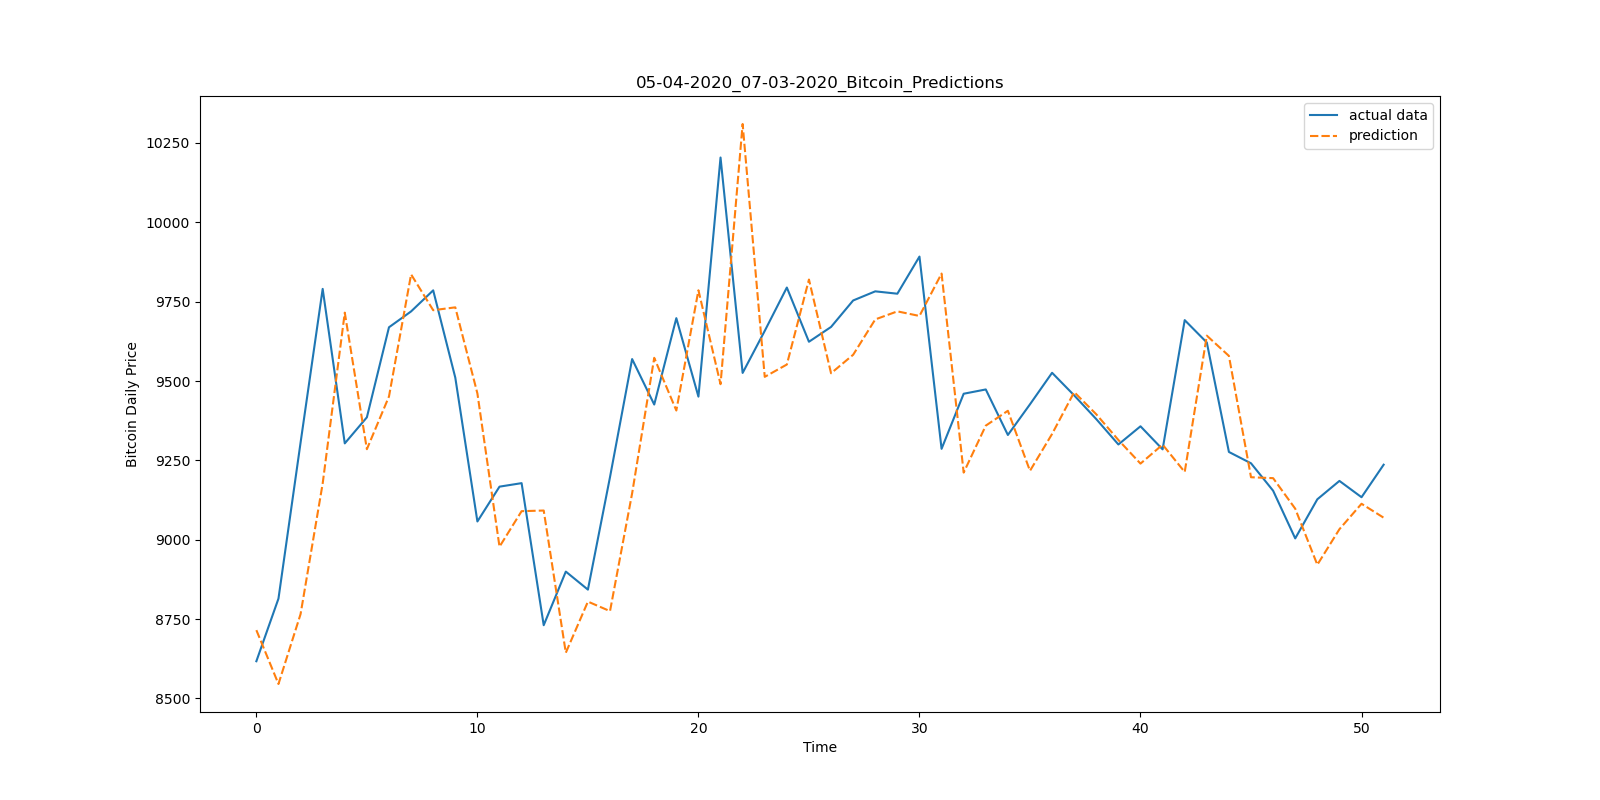 05-04-2020_07-03-2020_Bitcoin_Predictions
actual data
prediction
10250
10000
9750
9500
9250
9000
8750
8500
Bitcoin Daily Price
0 10 20 30 40 50
Time